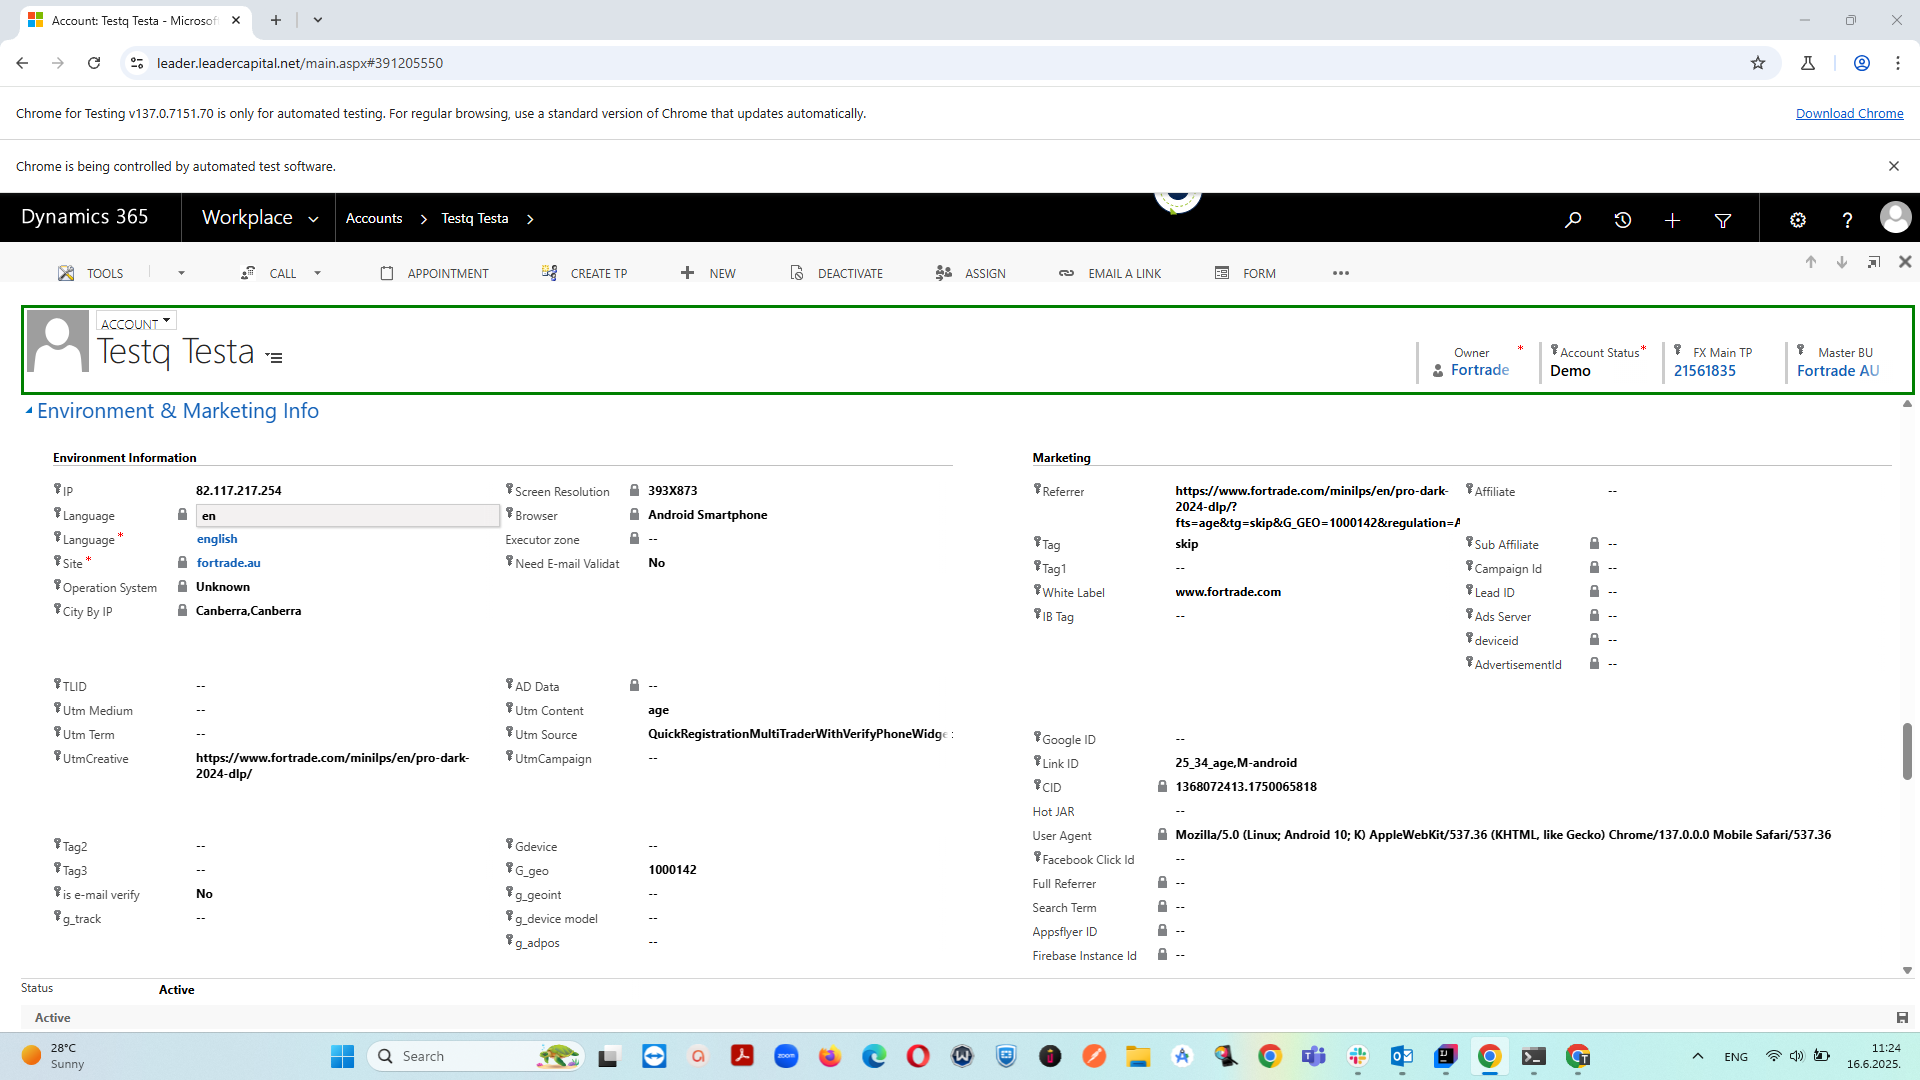 Account: Testq Testa - Microsof
leader.leadercapital.net/main.aspx#391205550
Chrome for Testing v137.0.7151.70 is only for automated testing. For regular browsing, use a standard version of Chrome that updates automatically.
Download Chrome
Chrome is being controlled by automated test software.
Dynamics 365
Workplace
Accounts
Testq Testa
TOOLS
CALL
APPOINTMENT
CREATE TP
NEW
DEACTIVATE
ASSIGN
EMAIL A LINK
FORM
ACCOUNT
Testq Testa
Owner *
Fortrade
Account Status *
Demo
FX Main TP
21561835
Master BU
Fortrade AU
Environment & Marketing Info
Environment Information
IP 82.117.217.254
Language en
Language * english
Site * fortrade.au
Operation System Unknown
City By IP Canberra,Canberra
Screen Resolution 393X873
Browser Android Smartphone
Executor zone --
Need E-mail Validat No
TLID --
Utm Medium --
Utm Term --
UtmCreative https://www.fortrade.com/minilps/en/pro-dark-
2024-dlp/
AD Data --
Utm Content age
Utm Source QuickRegistrationMultiTraderWithVerifyPhoneWidge
UtmCampaign --
Tag2 --
Tag3 --
is e-mail verify No
g_track --
Gdevice --
G_geo 1000142
g_geoint --
g_device model --
g_adpos --
Marketing
Referrer https://www.fortrade.com/minilps/en/pro-dark-
2024-dlp/?
fts=age&tg=skip&G_GEO=1000142&regulation=A
Tag skip
Tag1 --
White Label www.fortrade.com
IB Tag --
Affiliate --
Sub Affiliate --
Campaign Id --
Lead ID --
Ads Server --
deviceid --
AdvertisementId --
Google ID --
Link ID 25_34_age,M-android
CID 1368072413.1750065818
Hot JAR --
User Agent Mozilla/5.0 (Linux; Android 10; K) AppleWebKit/537.36 (KHTML, like Gecko) Chrome/137.0.0.0 Mobile Safari/537.36
Facebook Click Id --
Full Referrer --
Search Term --
Appsflyer ID --
Firebase Instance Id --
Status Active
Active
28°C
Sunny
Search
zoom
ENG
11:24
16.6.2025.